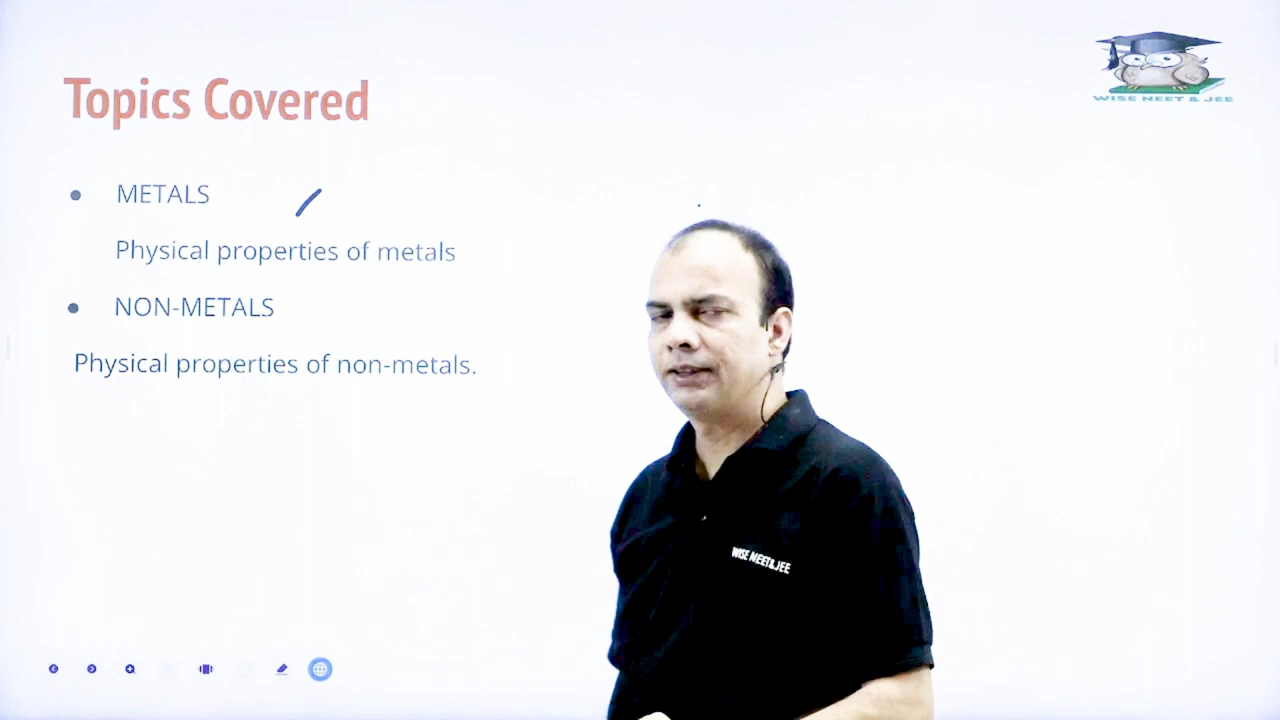 Topics Covered
WISE NEET & JEE
METALS
Physical properties of metals
NON-METALS
Physical properties of non-metals.
WISE NEET&JEE